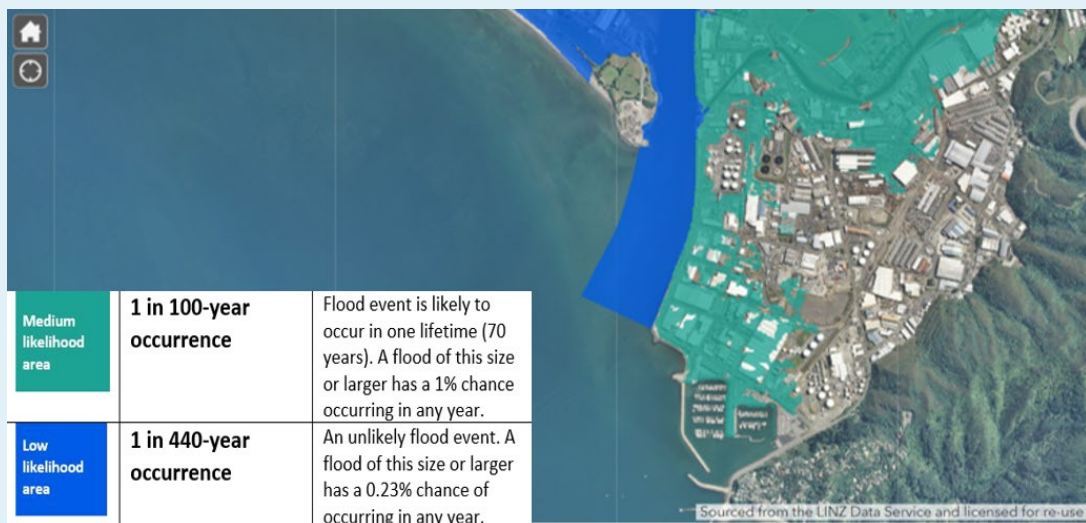 Medium
likelihood
area
1 in 100-year
occurrence
Flood event is likely to
occur in one lifetime (70
years). A flood of this size
or larger has a 1% chance
occurring in any year.
Low
likelihood
area
1 in 440-year
occurrence
An unlikely flood event. A
flood of this size or larger
has a 0.23% chance of
occurring in any year.
Sourced from the LINZ Data Service and licensed for re-use